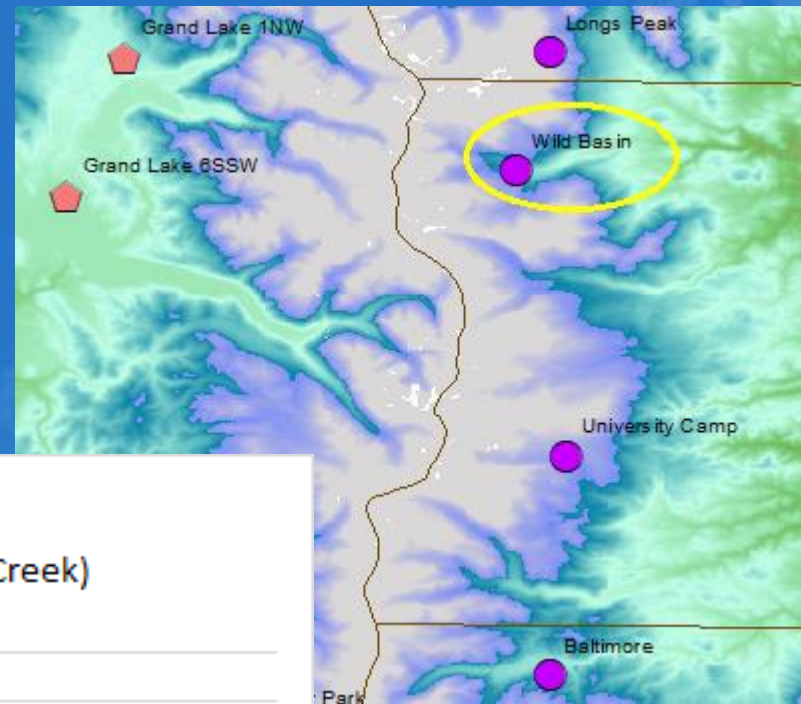 Grand Lake 1NW
Longs Peak
Wild Basin
Grand Lake 6SSW
University Camp
Creek)
Baltimore
Park